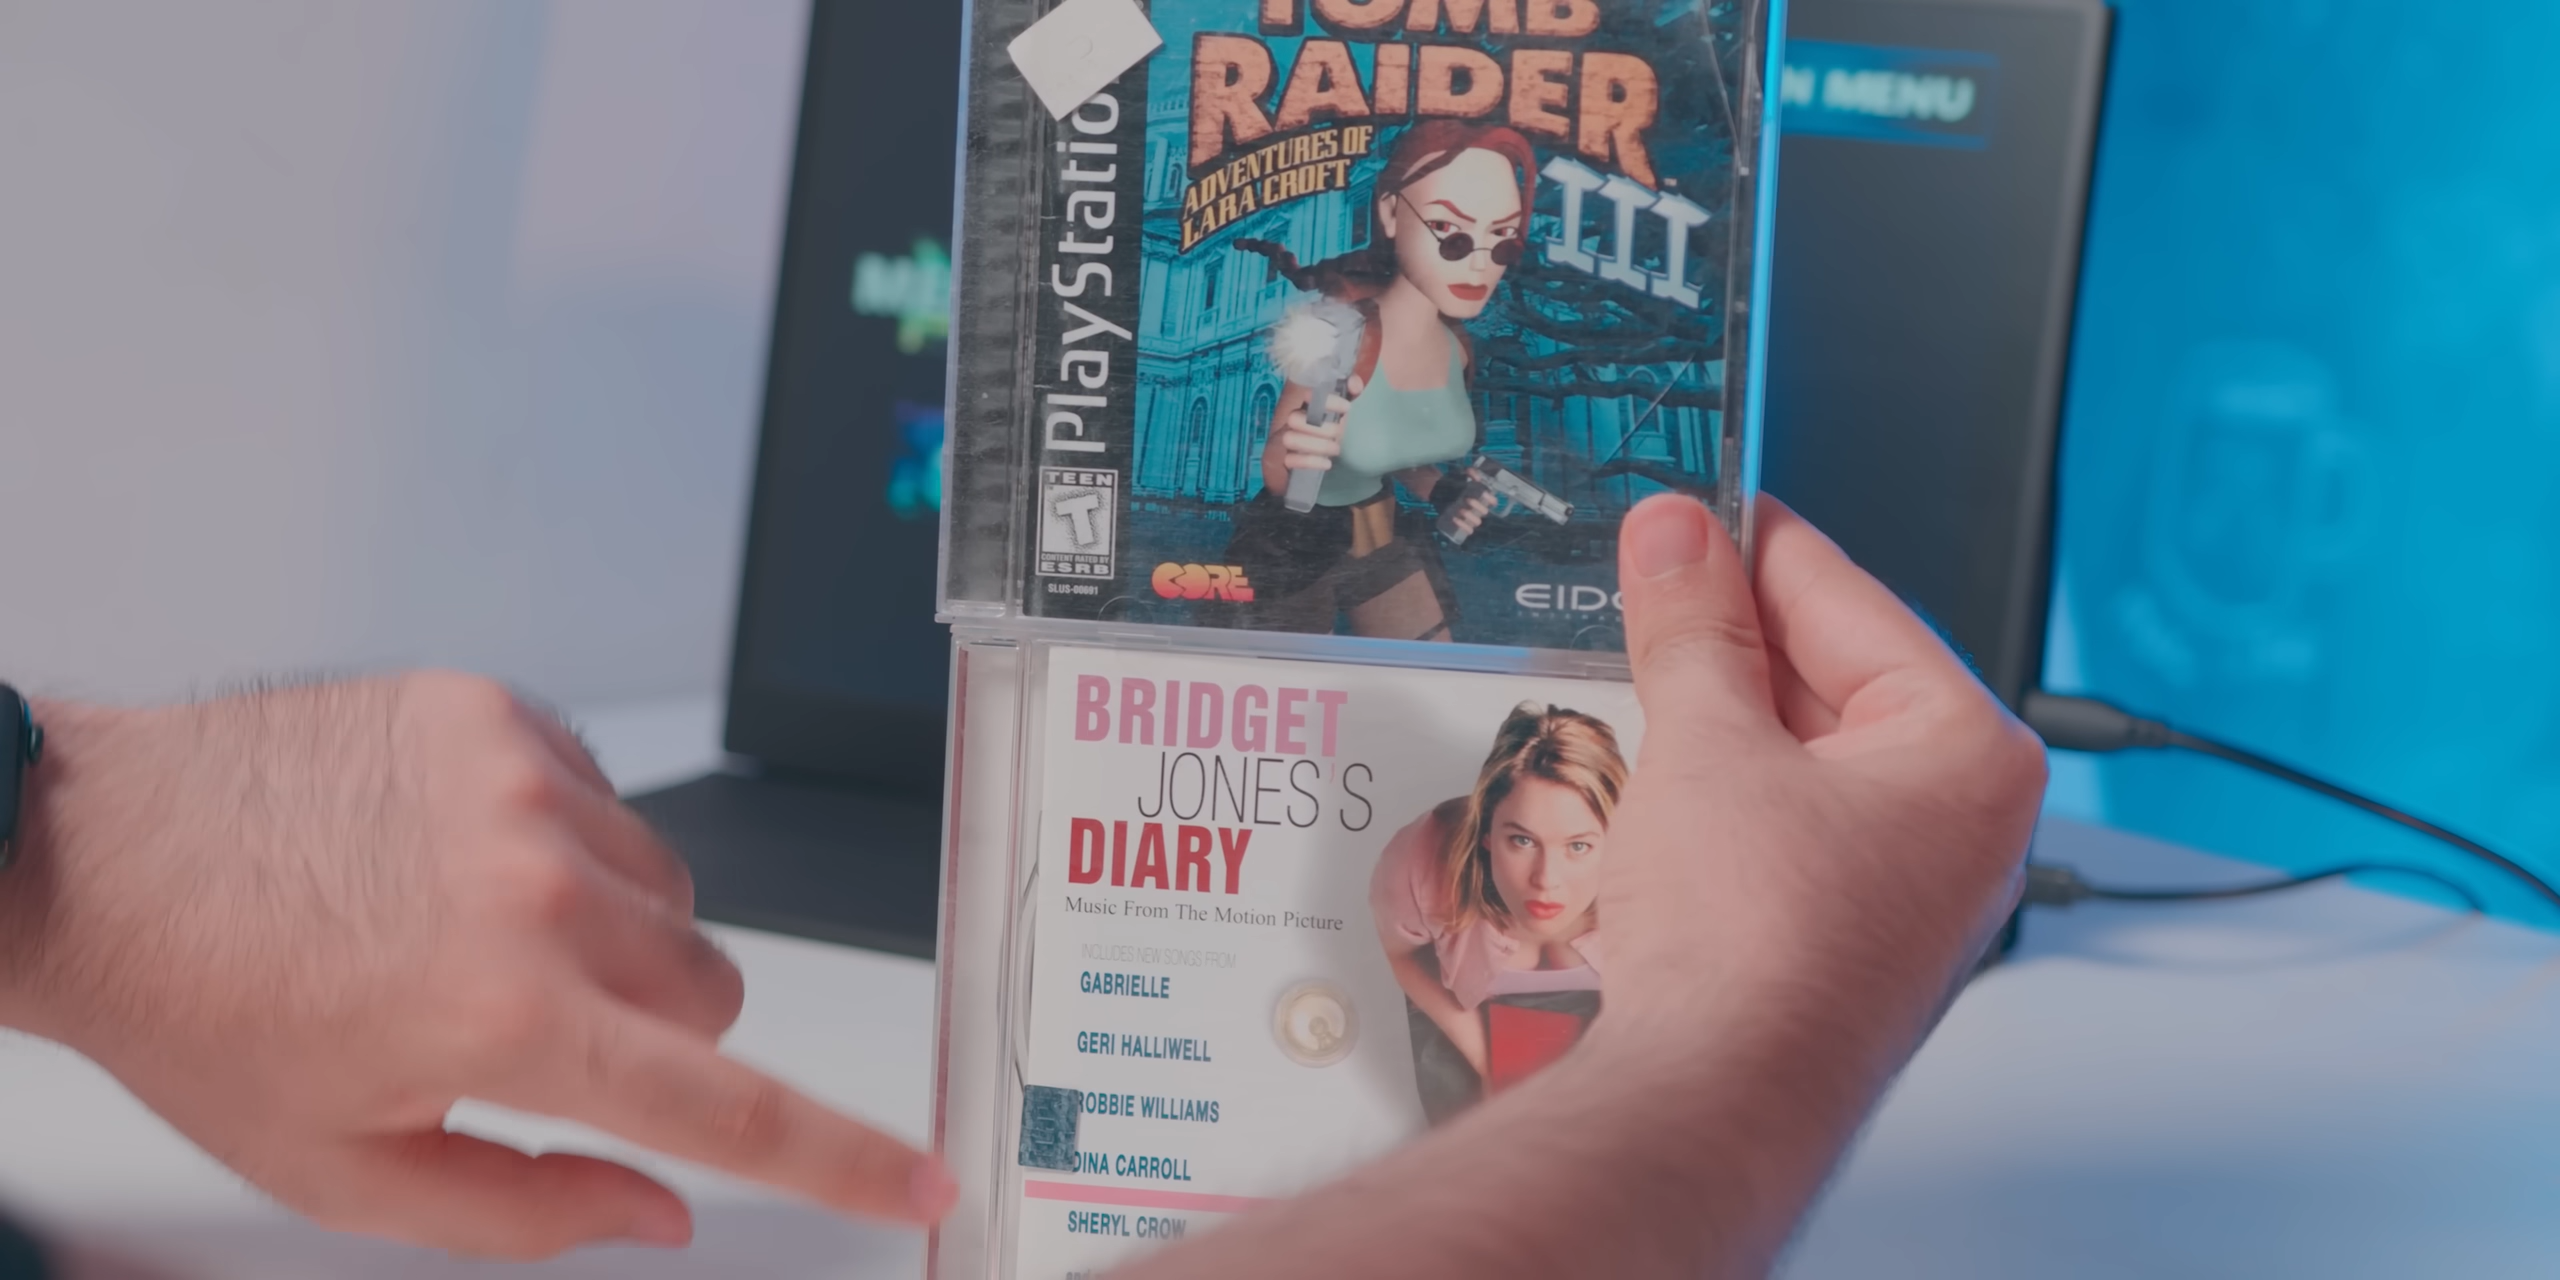 TOMB
RAIDER
III
ADVENTURES OF
LARA CROFT
PlayStation
TEEN
T
CONTENT RATED BY
ESRB
SLUS-00691
CORE
N MENU
BRIDGET
JONES'S
DIARY
Music From The Motion Picture
INCLUDES NEW SONGS FROM
GABRIELLE
GERI HALLIWELL
ROBBIE WILLIAMS
DINA CARROLL
SHERYL CROW